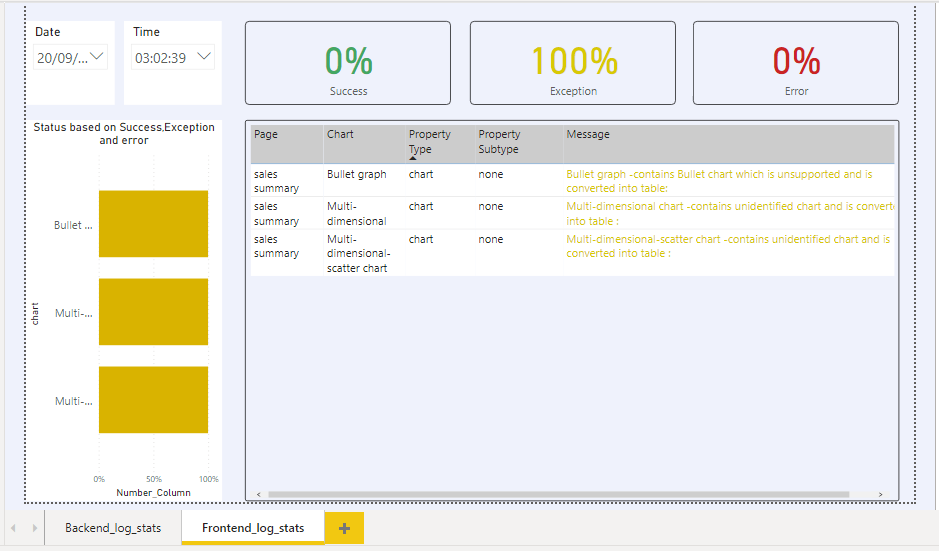 Date
Time
20/09/...
03:02:39
0%
Success
100%
Exception
0%
Error
Status based on Success,Exception
and error
Bullet ...
Multi-...
Multi-...
chart
0% 50% 100%
Number_Column
Page Chart Property Type Property Subtype Message
sales summary Bullet graph chart none Bullet graph -contains Bullet chart which is unsupported and is
converted into table:
sales summary Multi-dimensional chart none Multi-dimensional chart -contains unidentified chart and is convert
into table :
sales summary Multi-dimensional-scatter chart chart none Multi-dimensional-scatter chart -contains unidentified chart and is
converted into table :
Backend_log_stats
Frontend_log_stats
+